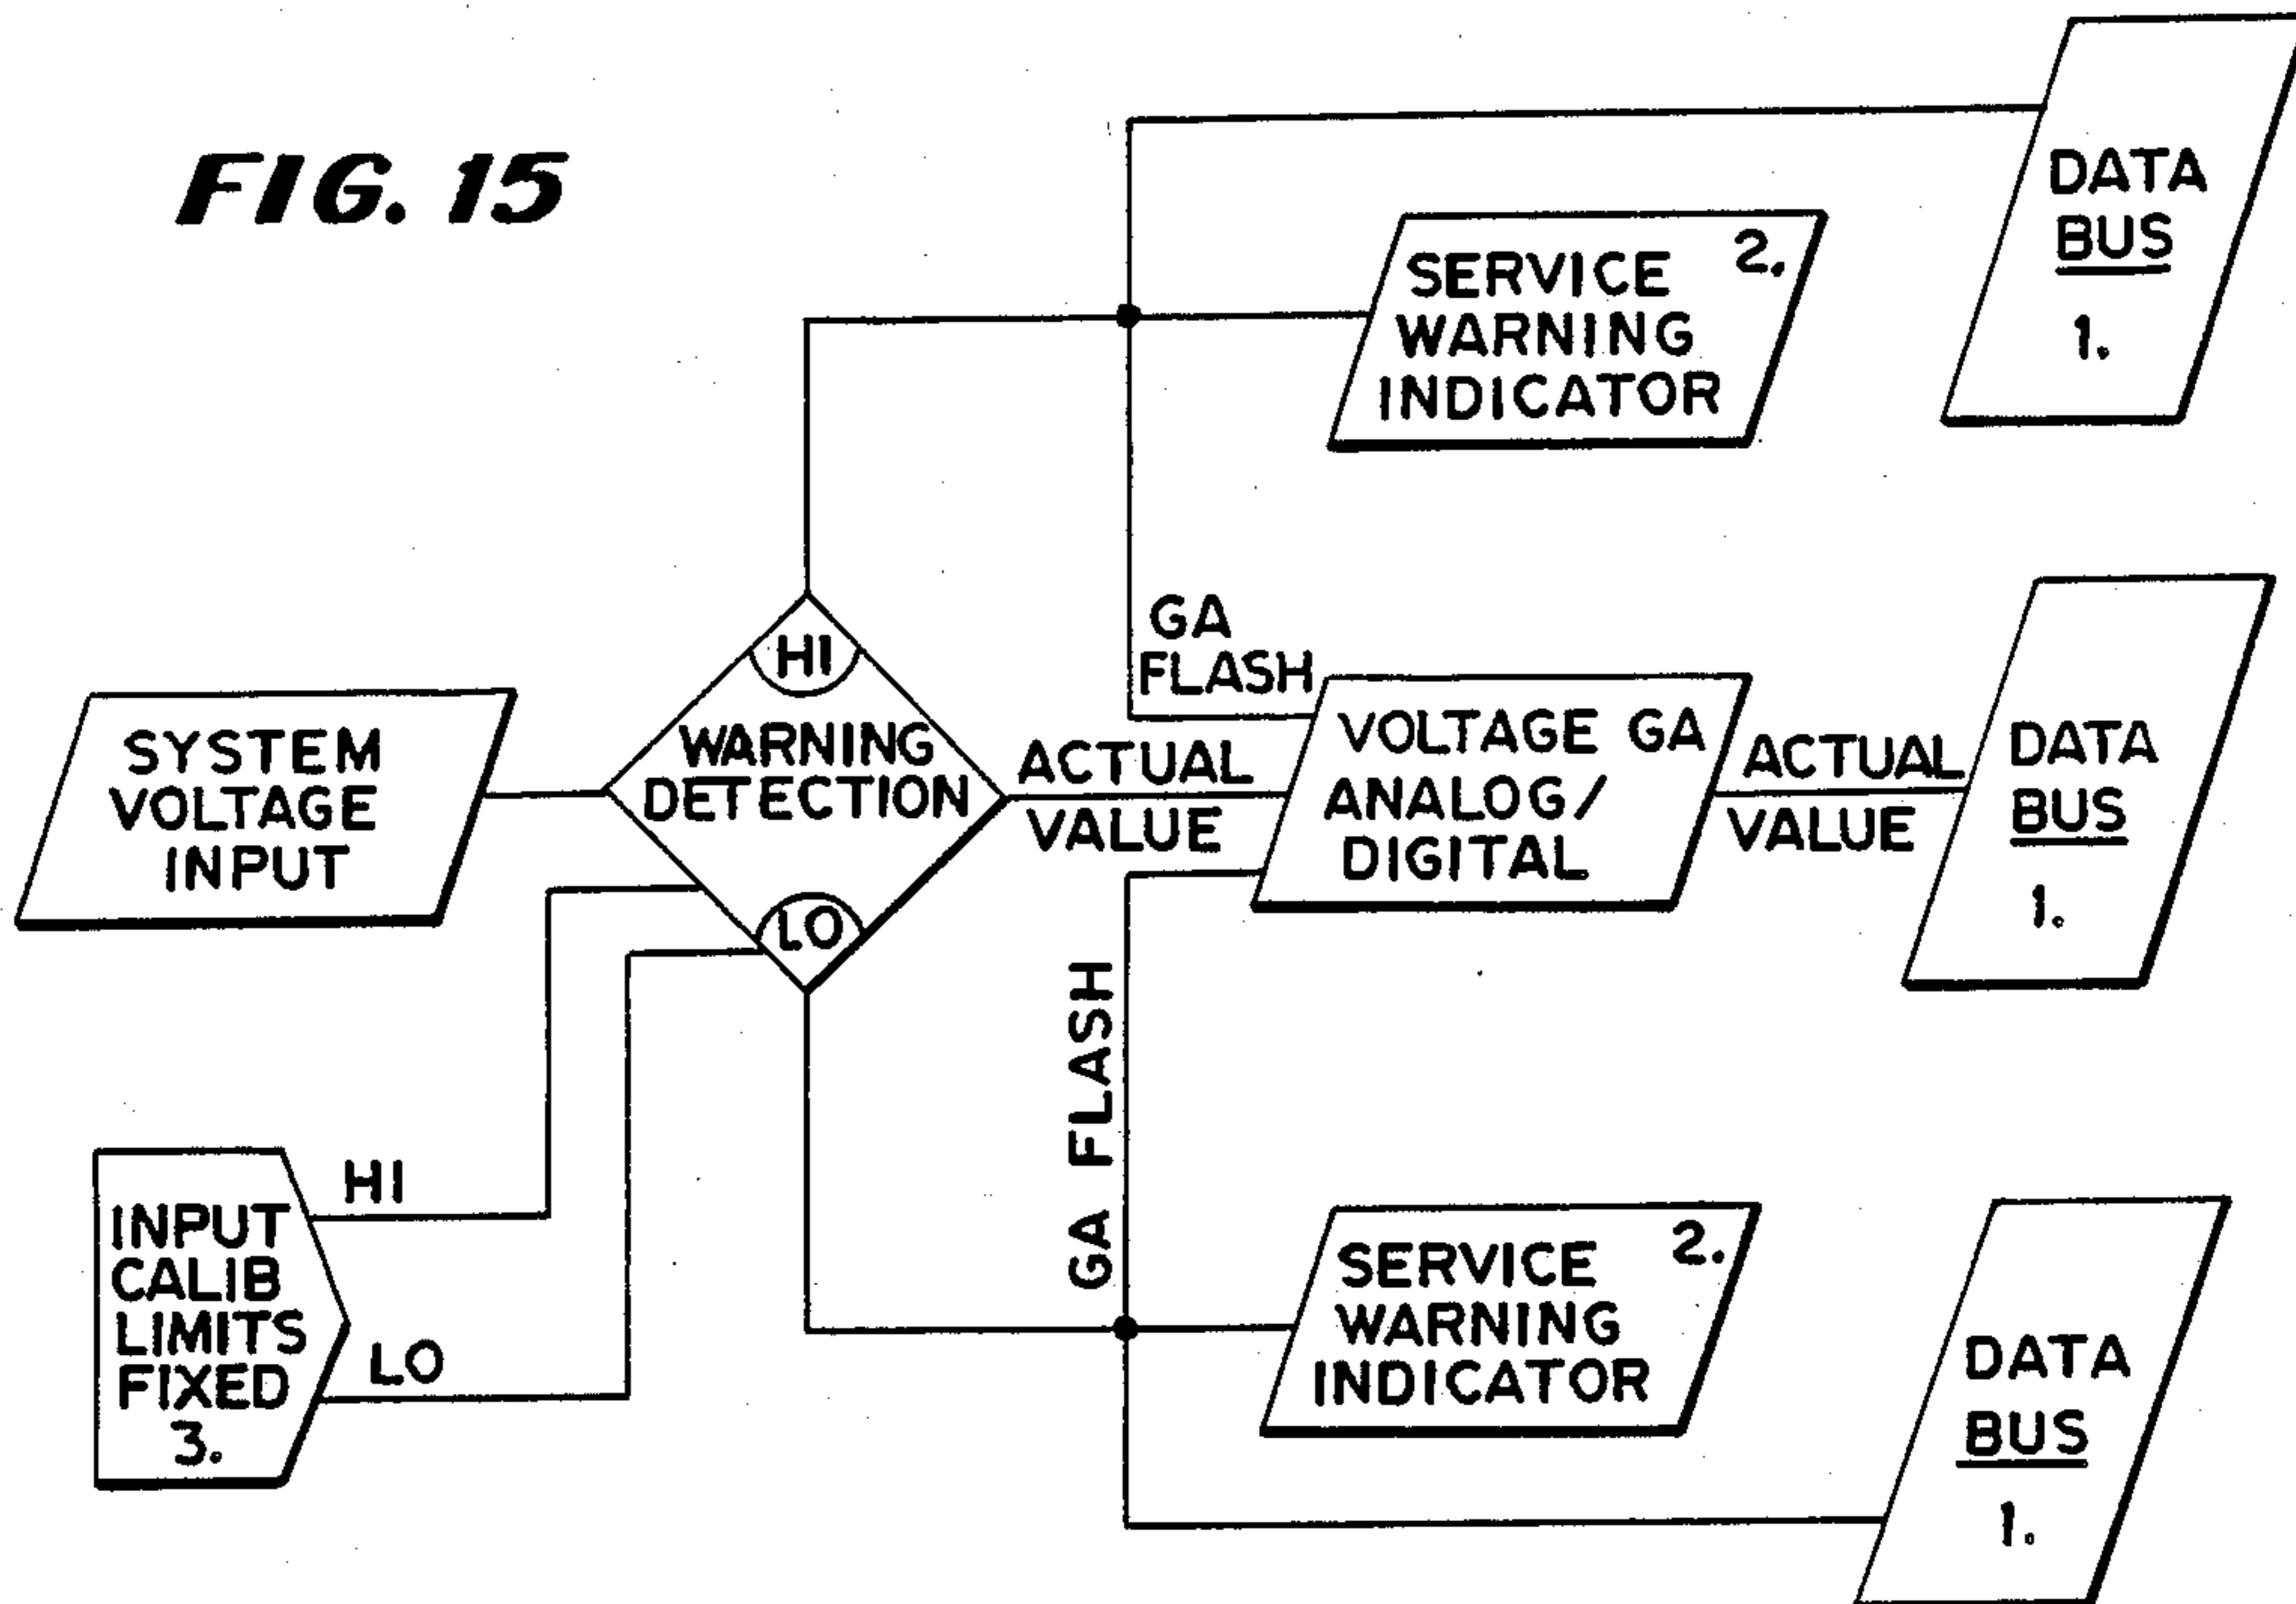 FIG. 15
DATA
BUS
1.
SERVICE 2.
WARNING
INDICATOR
GA
FLASH
HI
WARNING
DETECTION
LO
SYSTEM
VOLTAGE
INPUT
ACTUAL
VALUE
VOLTAGE GA
ANALOG/
DIGITAL
ACTUAL
VALUE
DATA
BUS
1.
GA FLASH
HI
INPUT
CALIB
LIMITS
FIXED
3.
LO
SERVICE 2.
WARNING
INDICATOR
DATA
BUS
1.